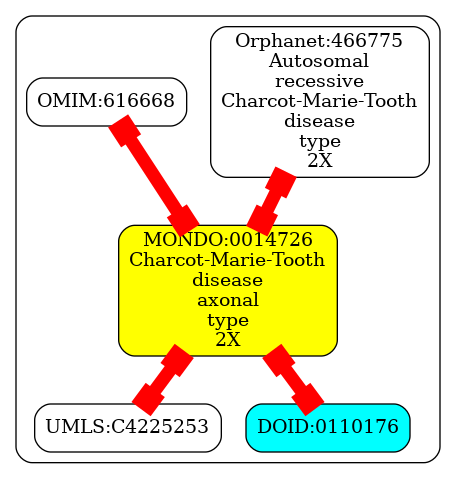 OMIM:616668
Orphanet:466775
Autosomal
recessive
Charcot-Marie-Tooth
disease
type
2X
MONDO:0014726
Charcot-Marie-Tooth
disease
axonal
type
2X
UMLS:C4225253
DOID:0110176